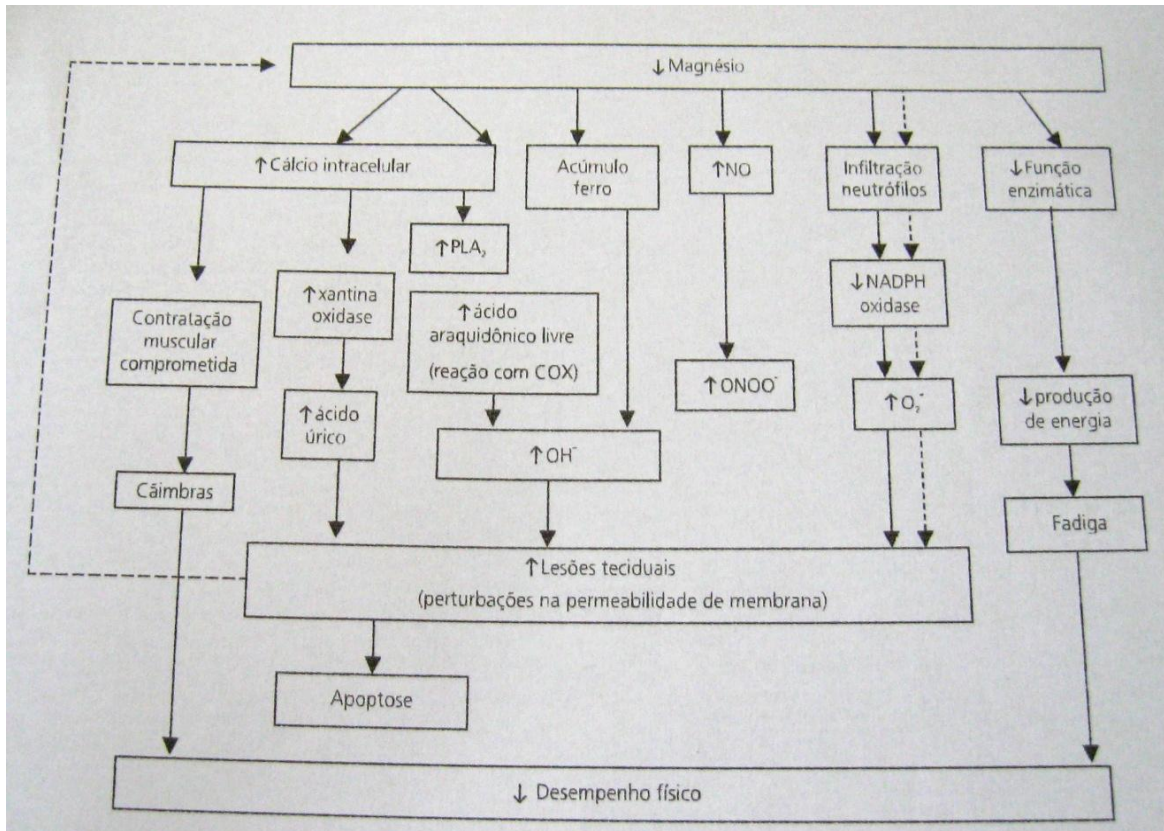 ↓ Magnésio
↑ Cálcio intracelular
Acúmulo
ferro
↑NO
Infiltração
neutrófilos
↓Função
enzimática
↑PLA₂
↓NADPH
oxidase
↑xantina
oxidase
↑ácido
araquidônico livre
(reação com COX)
Contratação
muscular
comprometida
↑ONOO⁻
↑O₂⁻
↓produção
de energia
↑ácido
úrico
↑OH⁻
Cãimbras
Fadiga
↑Lesões teciduais
(perturbações na permeabilidade de membrana)
Apoptose
↓ Desempenho físico